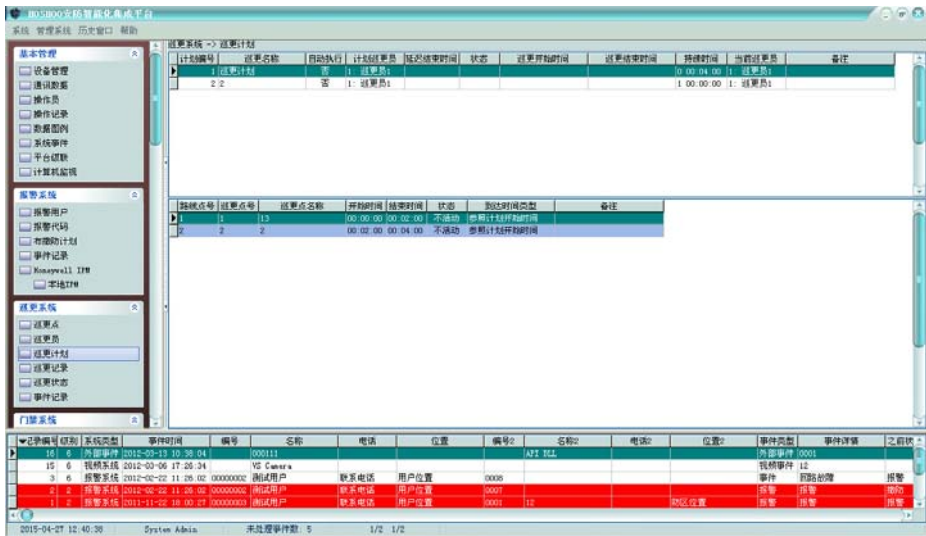 HOSHOO安防智能化集成平台
系统 管理系统 历史窗口 帮助
基本管理
设备管理
通讯数据
操作员
操作记录
数据图例
系统事件
平台级联
计算机监视
报警系统
报警用户
报警代码
布撤防计划
事件记录
Honeywell IPM
本地IPM
巡更系统
巡更点
巡更员
巡更计划
巡更记录
巡更状态
事件记录
门禁系统
巡更系统 -> 巡更计划
计划编号 巡更名称 自动执行 计划巡更员 延迟结束时间 状态 巡更开始时间 巡更结束时间 持续时间 当前巡更员 备注
1 巡更计划 否 1: 巡更员1 0 00:04:00 1: 巡更员1
2 2 否 1: 巡更员1 1 00:00:00 1: 巡更员1
路线点号 巡更点号 巡更点名称 开始时间 结束时间 状态 到达时间类型 备注
1 1 13 00:00:00 00:02:00 不活动 参照计划开始时间
2 2 2 00:02:00 00:04:00 不活动 参照计划开始时间
记录编号 级别 系统类型 事件时间 编号 名称 电话 位置 编号2 名称2 电话2 位置2 事件类型 事件详情 之前状
16 6 外部事件 2012-03-13 10:38:04 000111 API DLL 外部事件 0001
15 6 视频系统 2012-03-06 17:26:34 VS Camera 视频事件 12
3 6 报警系统 2012-02-22 11:26:02 00000002 测试用户 联系电话 用户位置 0008 事件 回路故障 报警
2 2 报警系统 2012-02-22 11:26:02 00000002 测试用户 联系电话 用户位置 0007 报警 报警 撤防
1 2 报警系统 2011-11-22 18:00:27 00000003 测试用户 联系电话 用户位置 0001 12 防区位置 报警 报警 报警
2015-04-27 12:40:38 System Admin 未处理事件数: 5 1/2 1/2